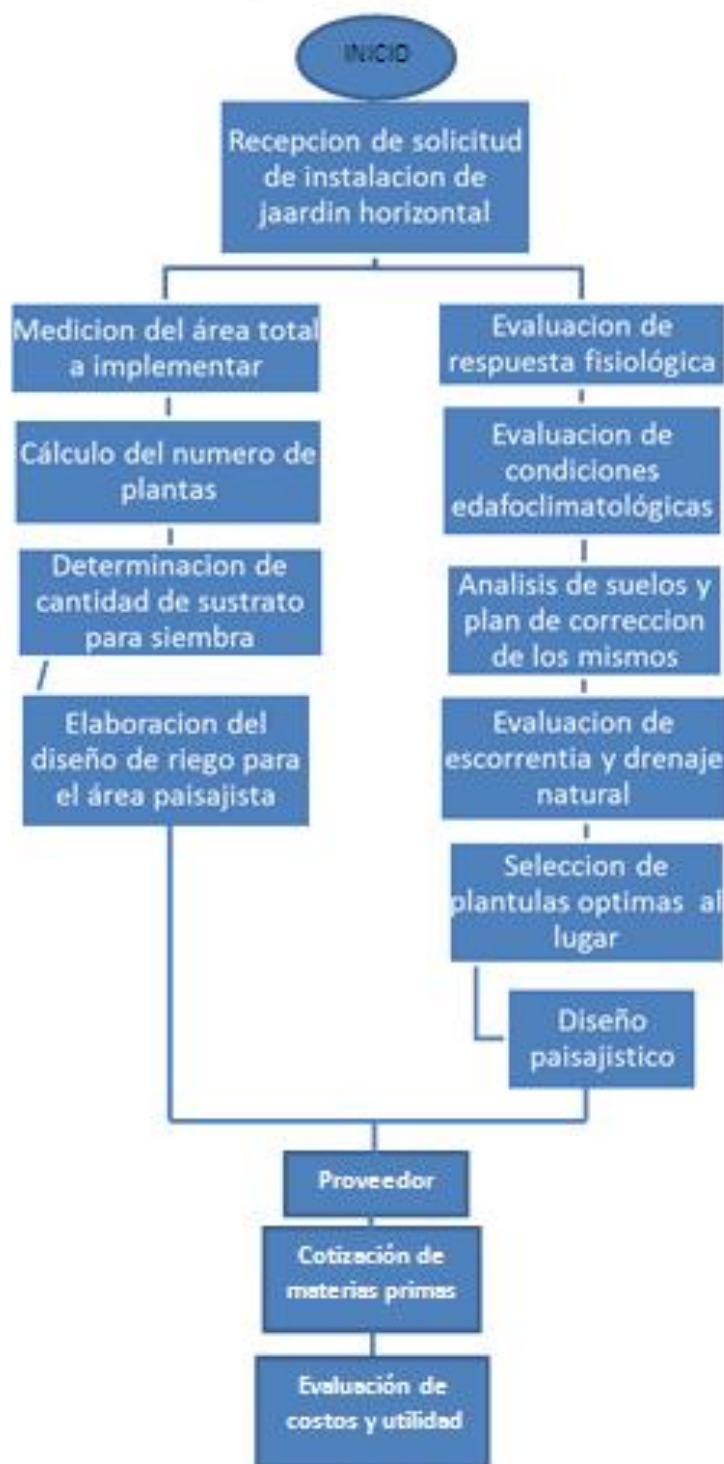 INICIO
Recepcion de solicitud
de instalacion de
jaardin horizontal
Medicion del área total
a implementar
Cálculo del numero de
plantas
Determinacion de
cantidad de sustrato
para siembra
Elaboracion del
diseño de riego para
el área paisajista
Evaluacion de
respuesta fisiológica
Evaluacion de
condiciones
edafoclimatológicas
Analisis de suelos y
plan de correccion
de los mismos
Evaluacion de
escorrentia y drenaje
natural
Seleccion de
plantulas optimas al
lugar
Diseño
paisajistico
Proveedor
Cotización de
materias primas
Evaluación de
costos y utilidad